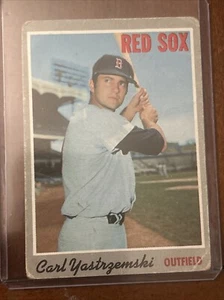 RED SOX
B
Carl Yastrzemski OUTFIELD